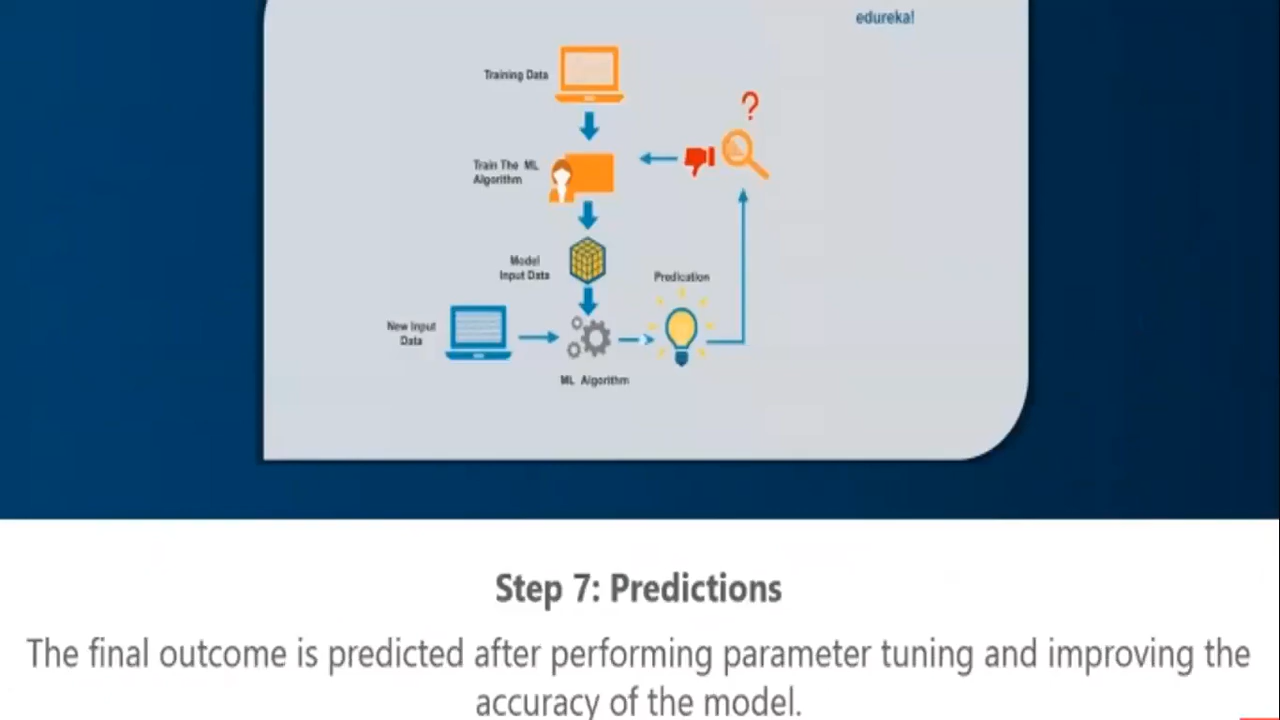 edureka!
Training Data
Train The ML
Algorithm
Model
Input Data
Predication
New Input
Data
ML Algorithm
?
Step 7: Predictions
The final outcome is predicted after performing parameter tuning and improving the
accuracy of the model.